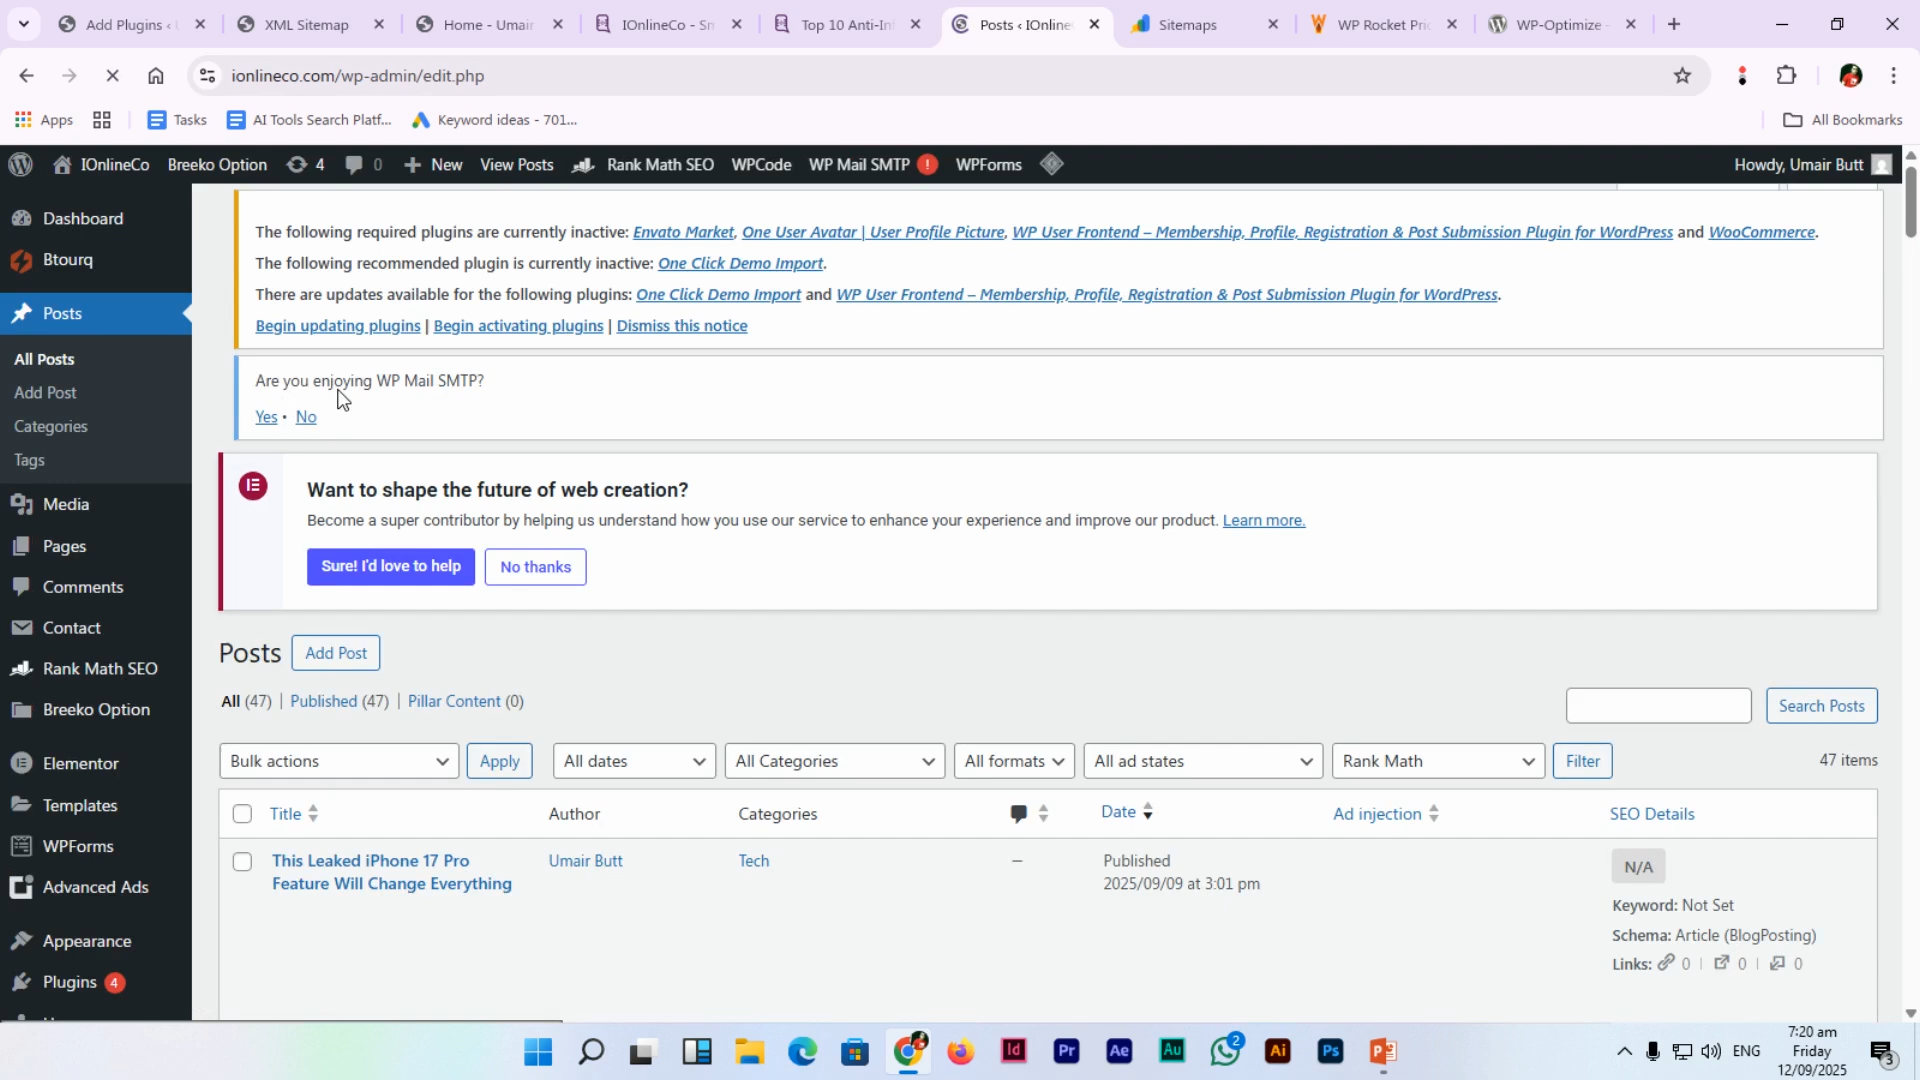 Add Plugins ‹
XML Sitemap
Home - Umair
IOnlineCo - Sm
Top 10 Anti-In
Posts ‹ IOnline
Sitemaps
WP Rocket Pric
WP-Optimize -
ionlineco.com/wp-admin/edit.php
Apps
Tasks
AI Tools Search Platf...
Keyword ideas - 701...
All Bookmarks
IOnlineCo
Breeko Option
4
0
New
View Posts
Rank Math SEO
WPCode
WP Mail SMTP !
WPForms
Howdy, Umair Butt
Dashboard
Btourq
Posts
All Posts
Add Post
Categories
Tags
Media
Pages
Comments
Contact
Rank Math SEO
Breeko Option
Elementor
Templates
WPForms
Advanced Ads
Appearance
Plugins 4
The following required plugins are currently inactive: Envato Market, One User Avatar | User Profile Picture, WP User Frontend – Membership, Profile, Registration & Post Submission Plugin for WordPress and WooCommerce.
The following recommended plugin is currently inactive: One Click Demo Import.
There are updates available for the following plugins: One Click Demo Import and WP User Frontend – Membership, Profile, Registration & Post Submission Plugin for WordPress.
Begin updating plugins | Begin activating plugins | Dismiss this notice
Are you enjoying WP Mail SMTP?
Yes · No
Want to shape the future of web creation?
Become a super contributor by helping us understand how you use our service to enhance your experience and improve our product. Learn more.
Sure! I'd love to help
No thanks
Posts
Add Post
All (47) | Published (47) | Pillar Content (0)
Search Posts
Bulk actions
Apply
All dates
All Categories
All formats
All ad states
Rank Math
Filter
47 items
Title
Author
Categories
Date
Ad injection
SEO Details
This Leaked iPhone 17 Pro
Feature Will Change Everything
Umair Butt
Tech
—
Published
2025/09/09 at 3:01 pm
N/A
Keyword: Not Set
Schema: Article (BlogPosting)
Links: 0 | 0 | 0
Id
Pr
Ae
Au
2
Ai
Ps
ENG
7:20 am
Friday
12/09/2025
3